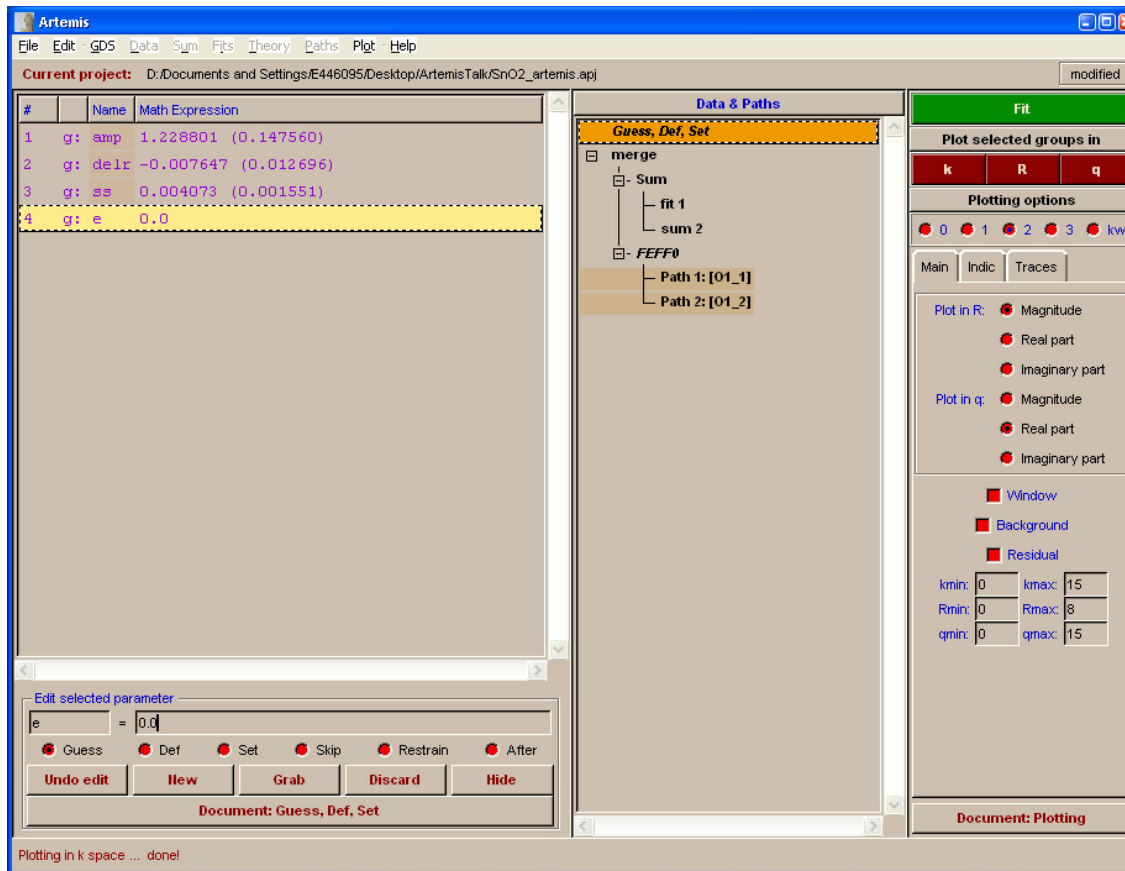 Artemis
File Edit GDS Data Sum Fits Theory Paths Plot Help
Current project: D:/Documents and Settings/E446095/Desktop/ArtemisTalk/SnO2_artemis.apj
modified
# Name Math Expression
1 g: amp 1.228801 (0.147560)
2 g: delr -0.007647 (0.012696)
3 g: ss 0.004073 (0.001551)
4 g: e 0.0
Edit selected parameter
e = 0.0
Guess Def Set Skip Restrain After
Undo edit New Grab Discard Hide
Document: Guess, Def, Set
Data & Paths
Guess, Def, Set
merge
Sum
fit 1
sum 2
FEFF0
Path 1: [O1_1]
Path 2: [O1_2]
Fit
Plot selected groups in
k R q
Plotting options
0 1 2 3 kw
Main Indic Traces
Plot in R: Magnitude
Real part
Imaginary part
Plot in q: Magnitude
Real part
Imaginary part
Window
Background
Residual
kmin: 0 kmax: 15
Rmin: 0 Rmax: 8
qmin: 0 qmax: 15
Document: Plotting
Plotting in k space ... done!